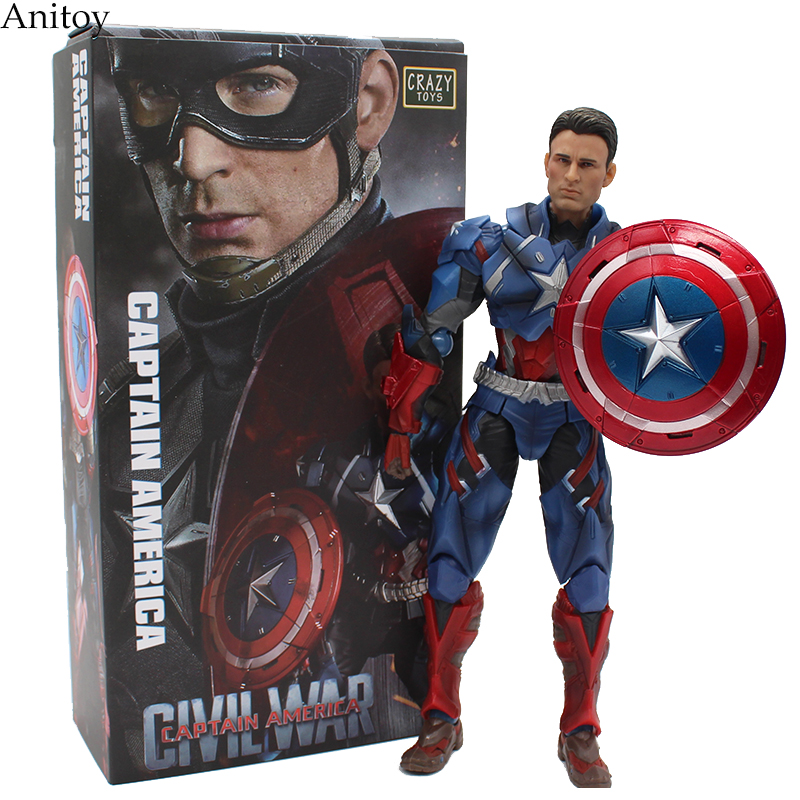 Anitoy
CRAZY
TOYS
CAPTAIN
AMERICA
CAPTAIN AMERICA
CIVIL WAR
CAPTAIN AMERICA